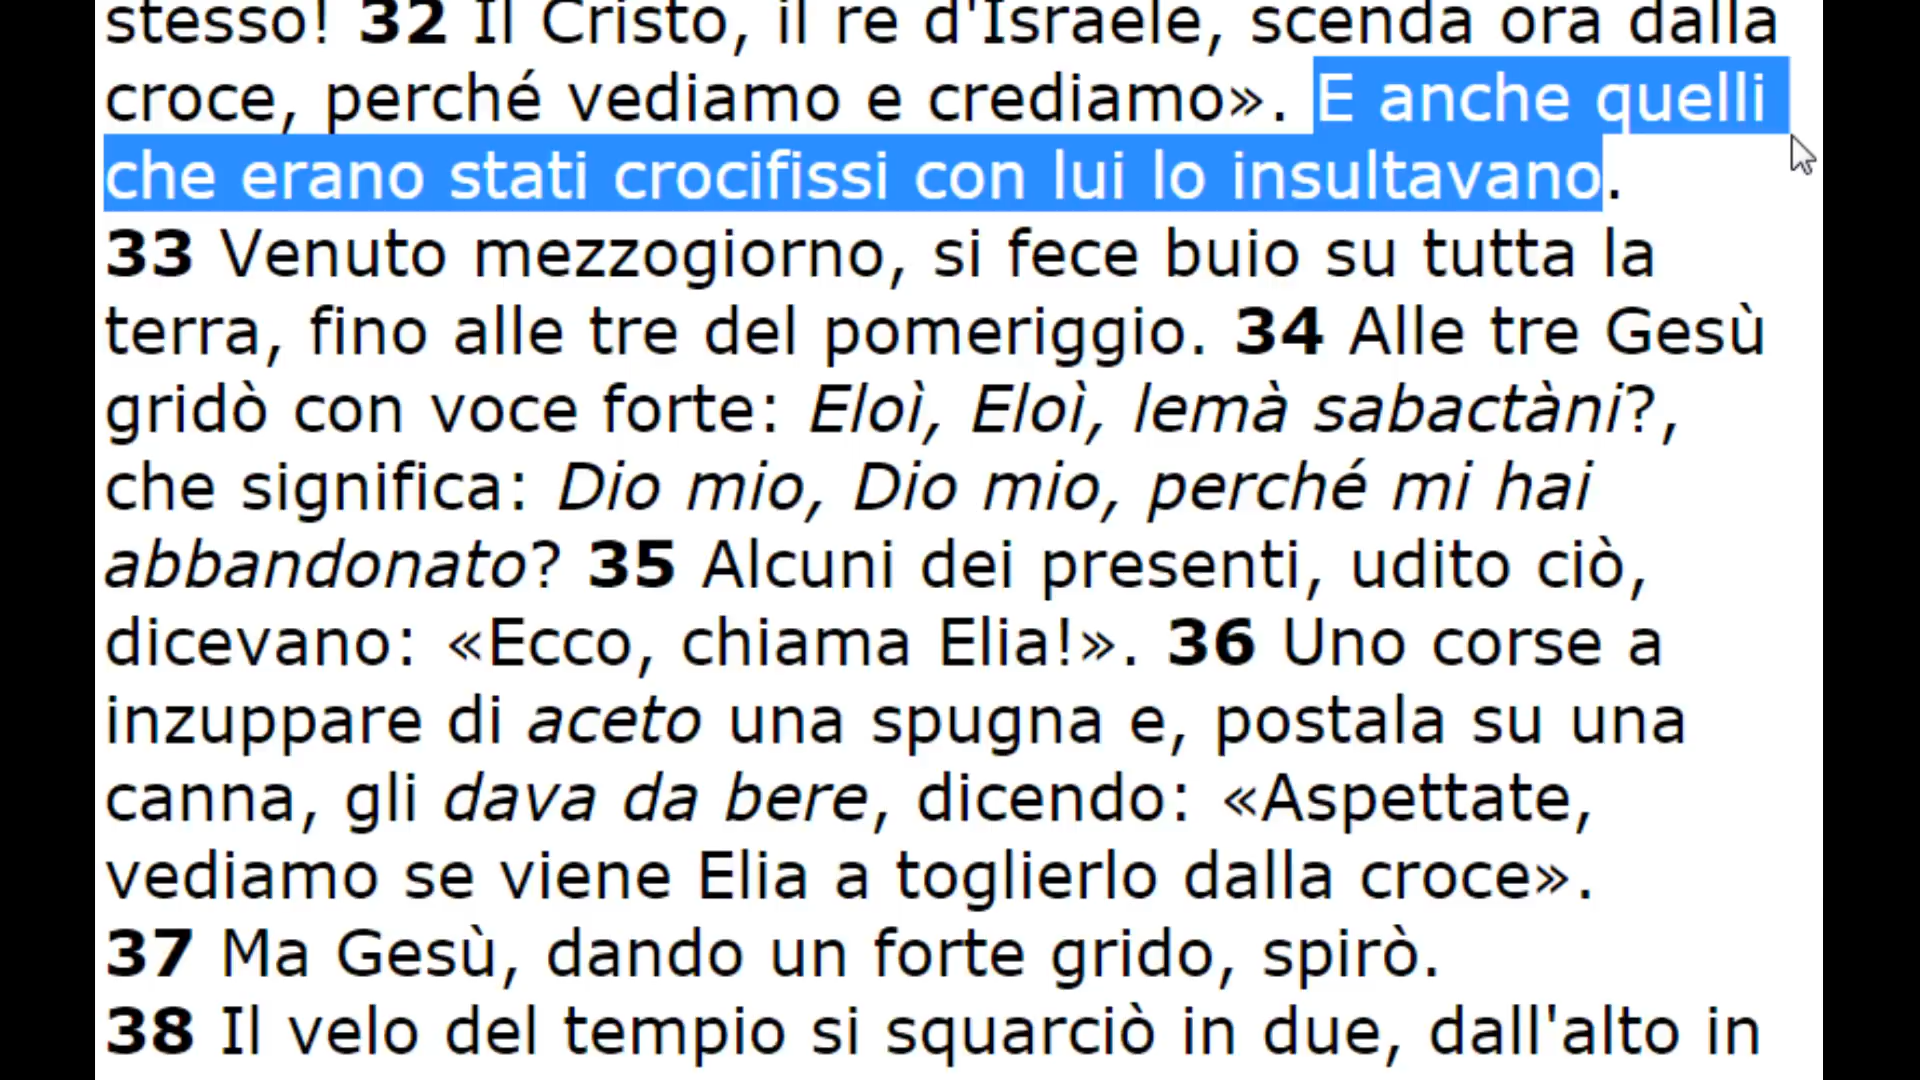 stesso! 32 Il Cristo, il re d'Israele, scenda ora dalla
croce, perché vediamo e crediamo». E anche quelli
che erano stati crocifissi con lui lo insultavano.
33 Venuto mezzogiorno, si fece buio su tutta la
terra, fino alle tre del pomeriggio. 34 Alle tre Gesù
gridò con voce forte: Eloì, Eloì, lemà sabactàni?,
che significa: Dio mio, Dio mio, perché mi hai
abbandonato? 35 Alcuni dei presenti, udito ciò,
dicevano: «Ecco, chiama Elia!». 36 Uno corse a
inzuppare di aceto una spugna e, postala su una
canna, gli dava da bere, dicendo: «Aspettate,
vediamo se viene Elia a toglierlo dalla croce».
37 Ma Gesù, dando un forte grido, spirò.
38 Il velo del tempio si squarciò in due, dall'alto in